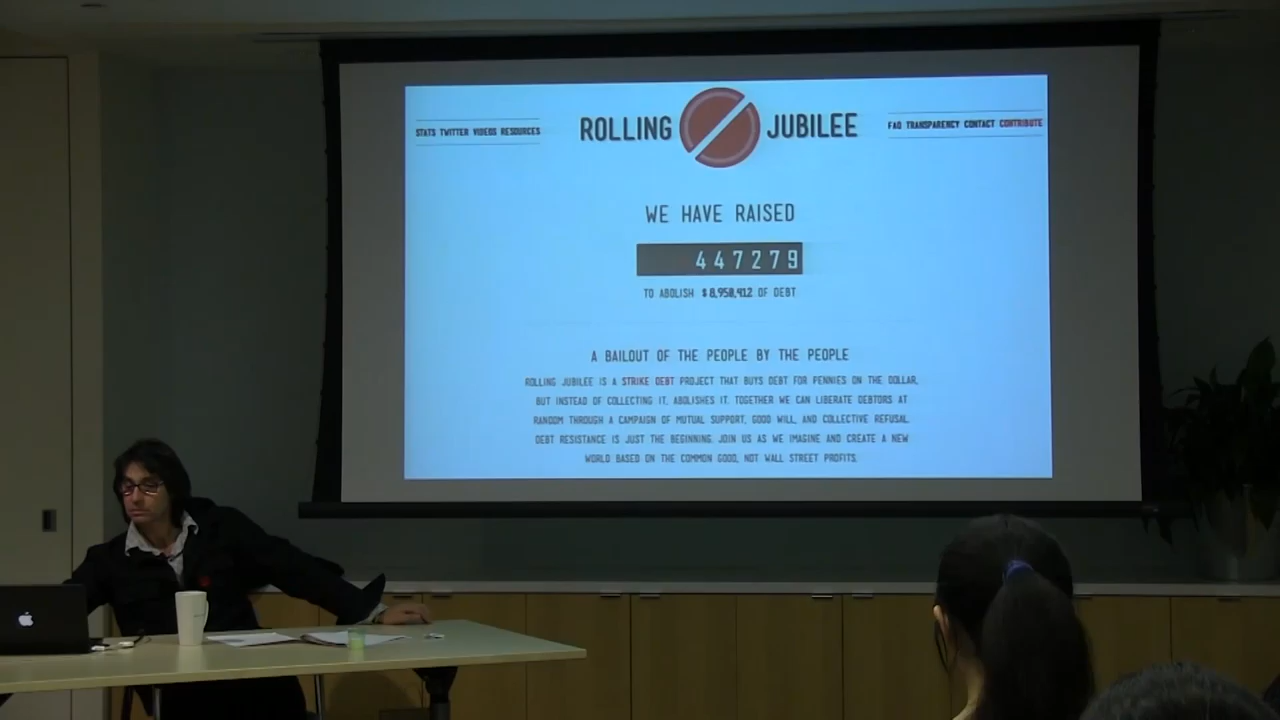 STATS TWITTER VIDEOS RESOURCES
ROLLING JUBILEE
FAQ TRANSPARENCY CONTACT CONTRIBUTE
WE HAVE RAISED
447279
TO ABOLISH $8,950,412 OF DEBT
A BAILOUT OF THE PEOPLE BY THE PEOPLE
ROLLING JUBILEE IS A STRIKE DEBT PROJECT THAT BUYS DEBT FOR PENNIES ON THE DOLLAR,
BUT INSTEAD OF COLLECTING IT, ABOLISHES IT. TOGETHER WE CAN LIBERATE DEBTORS AT
RANDOM THROUGH A CAMPAIGN OF MUTUAL SUPPORT, GOOD WILL, AND COLLECTIVE REFUSAL.
DEBT RESISTANCE IS JUST THE BEGINNING. JOIN US AS WE IMAGINE AND CREATE A NEW
WORLD BASED ON THE COMMON GOOD, NOT WALL STREET PROFITS.